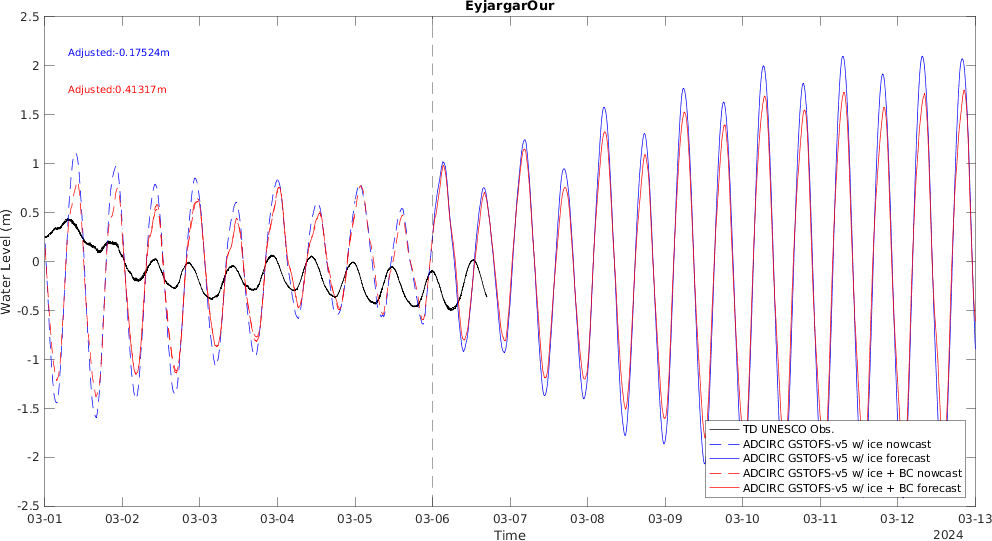 EyjargarOur
Adjusted:-0.17524m
Adjusted:0.41317m
Water Level (m)
2.5
2
1.5
1
0.5
0
-0.5
-1
-1.5
-2
-2.5
TD UNESCO Obs.
ADCIRC GSTOFS-v5 w/ ice nowcast
ADCIRC GSTOFS-v5 w/ ice forecast
ADCIRC GSTOFS-v5 w/ ice + BC nowcast
ADCIRC GSTOFS-v5 w/ ice + BC forecast
03-01 03-02 03-03 03-04 03-05 03-06 03-07 03-08 03-09 03-10 03-11 03-12 03-13
Time
2024